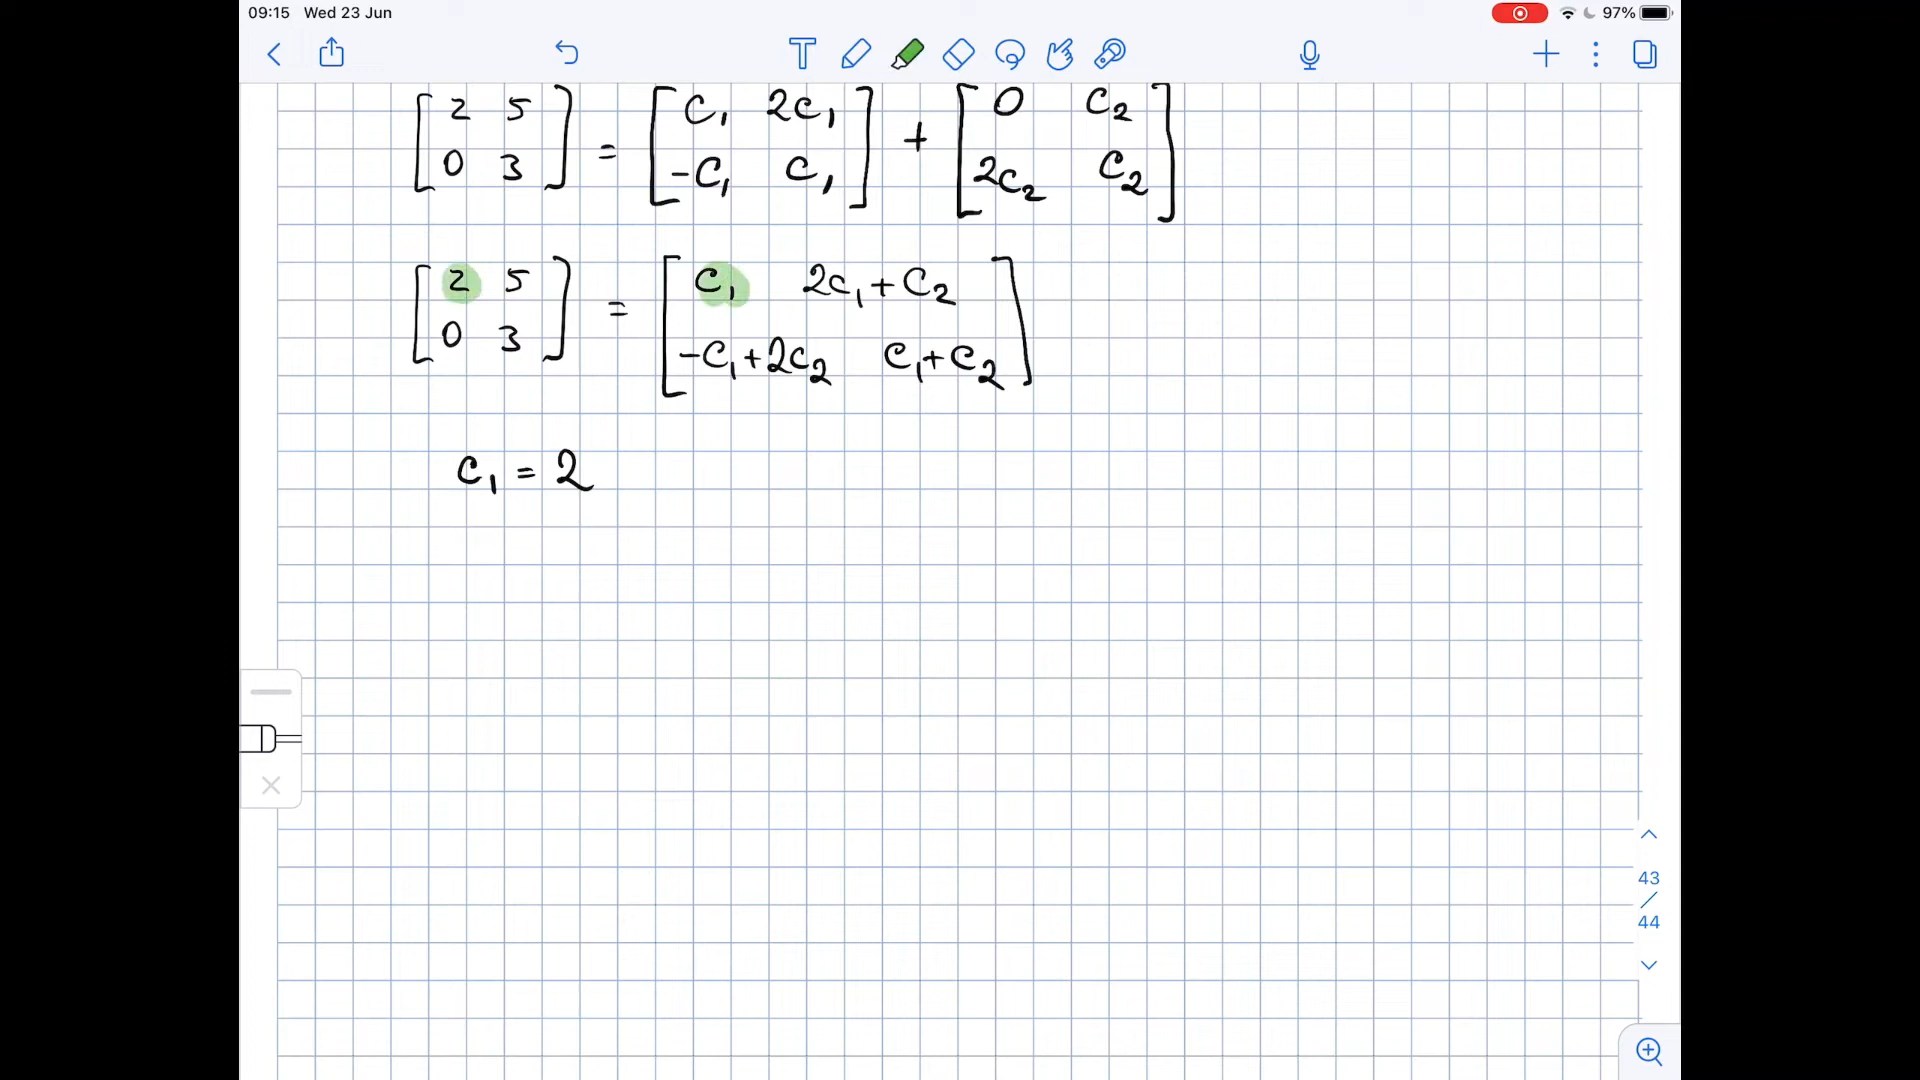 09:15 Wed 23 Jun 97%
[2 5] = [c₁ 2c₁] + [0 c₂]
[0 3] [-c₁ c₁] [2c₂ c₂]
[2 5] = [c₁ 2c₁+c₂]
[0 3] [-c₁+2c₂ c₁+c₂]
c₁ = 2
43
/
44